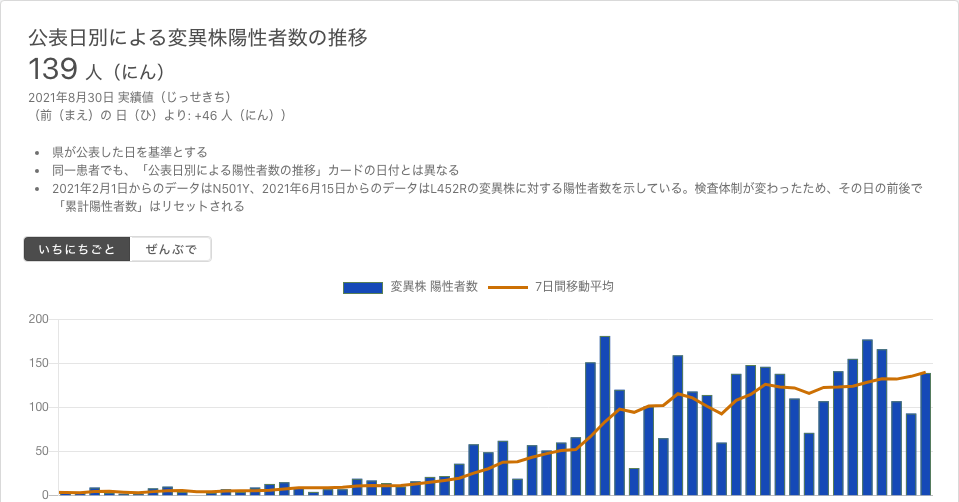 公表日別による変異株陽性者数の推移
139 人（にん）
2021年8月30日 実績値（じっせきち）
（前（まえ）の 日（ひ）より: +46 人（にん））
• 県が公表した日を基準とする
• 同一患者でも、「公表日別による陽性者数の推移」カードの日付とは異なる
• 2021年2月1日からのデータはN501Y、2021年6月15日からのデータはL452Rの変異株に対する陽性者数を示している。検査体制が変わったため、その日の前後で
「累計陽性者数」はリセットされる
いちにちごと ぜんぶで
変異株 陽性者数 7日間移動平均
200
150
100
50
0